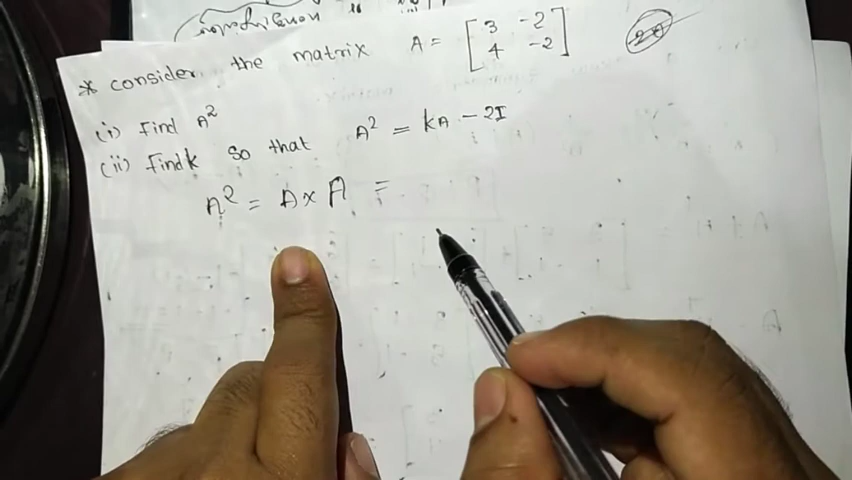 * consider the matrix A = [3 -2
4 -2]
(i) Find A²
(ii) Find k so that A² = kA - 2I
A² = A × A =